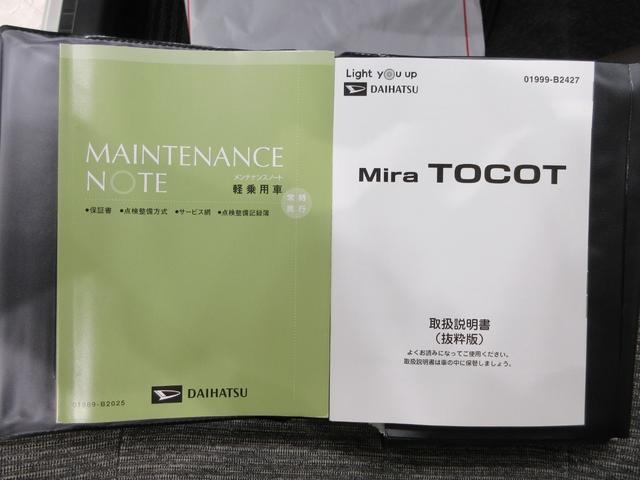 MAINTENANCE
NOTE
メンテナンスノート
軽乗用車
常時
携行
●保証書 ●点検整備方式 ●サービス網 ●点検整備記録簿
DAIHATSU
01989-B2025
Light you up
DAIHATSU
01999-B2427
Mira TOCOT
取扱説明書
（抜粋版）
よくお読みになってご使用ください。
取扱説明書は車の中に保管しましょう。